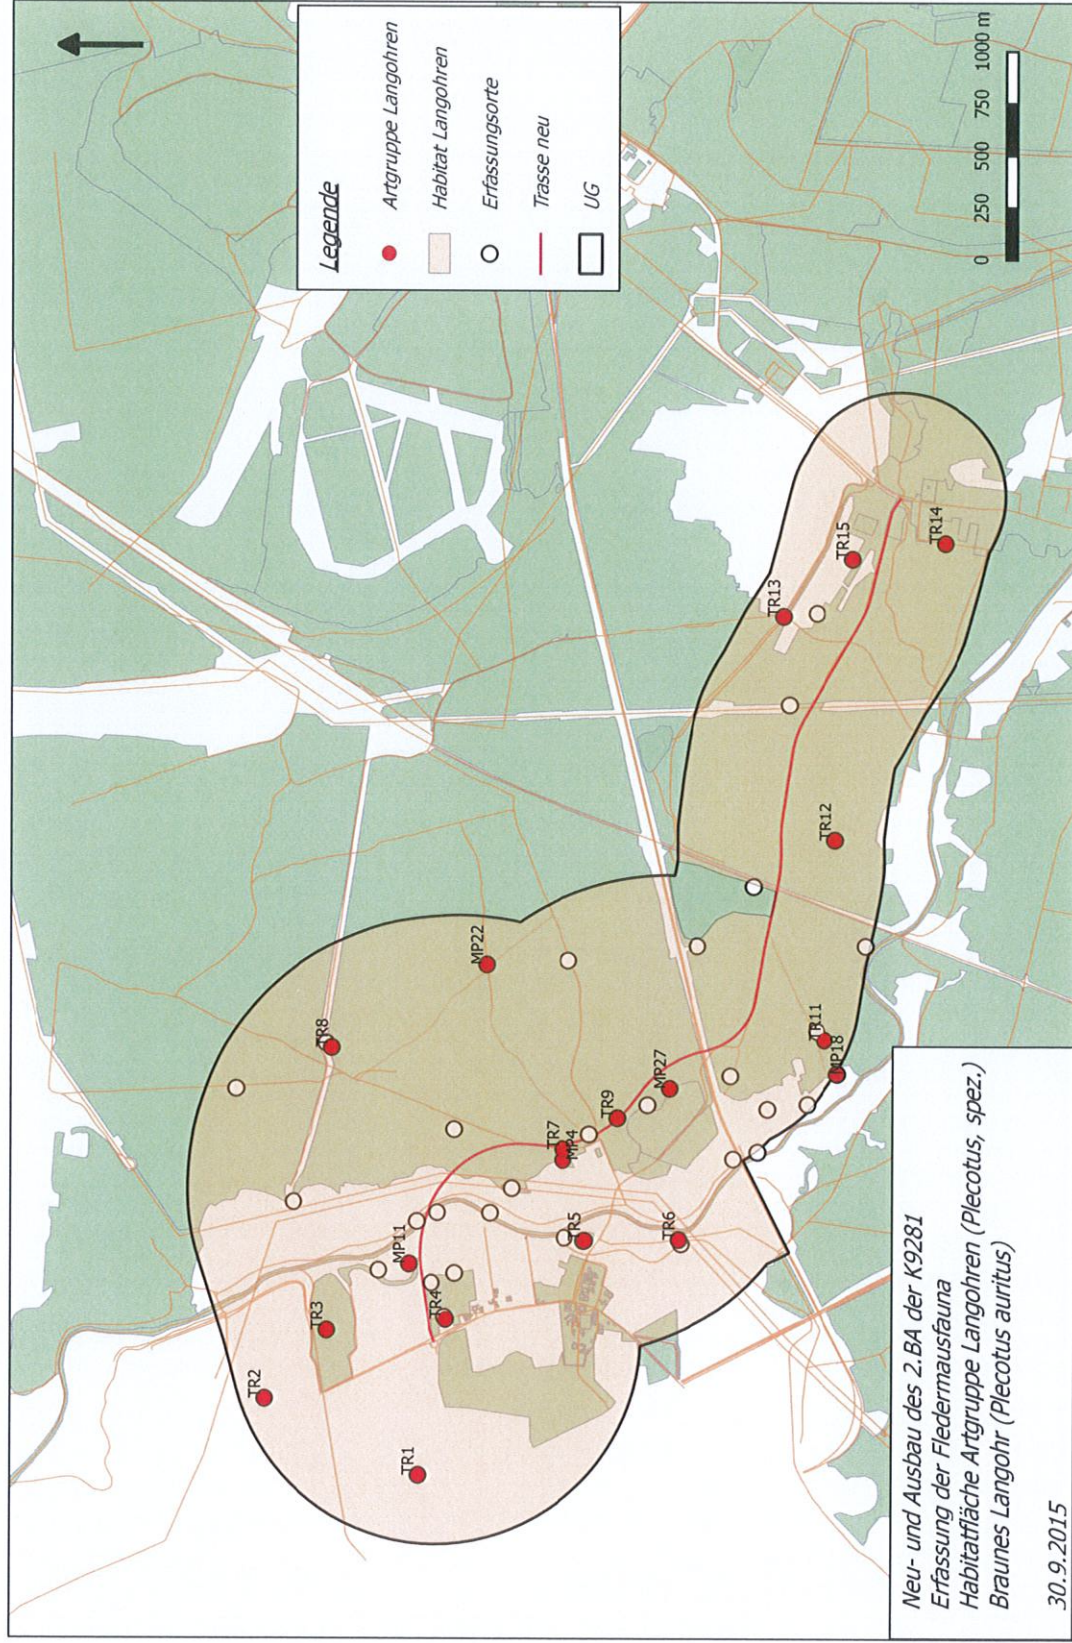 Legende
Artgruppe Langohren
Habitat Langohren
Erfassungsorte
Trasse neu
UG
0 250 500 750 1000 m
TR1
TR2
TR3
TR4
MP11
TR5
TR6
TR7
MP4
TR8
TR9
MP27
MP22
TR11
MP18
TR12
TR13
TR15
TR14
Neu- und Ausbau des 2.BA der K9281
Erfassung der Fledermausfauna
Habitatfläche Artgruppe Langohren (Plecotus, spez.)
Braunes Langohr (Plecotus auritus)
30.9.2015